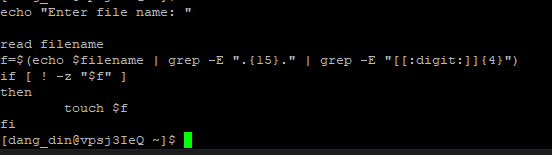 echo "Enter file name: "
read filename
f=$(echo $filename | grep -E ".{15}." | grep -E "[[:digit:]]{4}")
if [ ! -z "$f" ]
then
        touch $f
fi
[dang_din@vpsj3IeQ ~]$